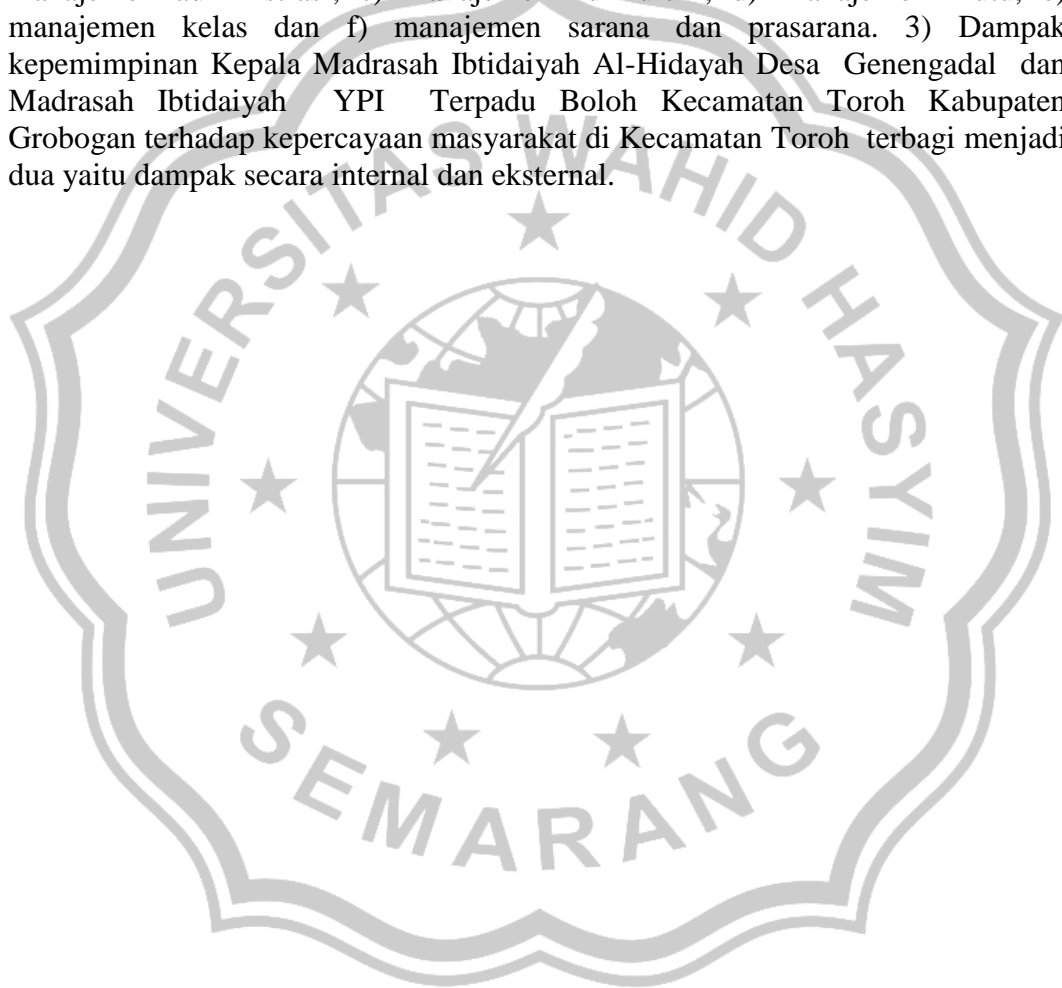 manajemen kelas dan f) manajemen sarana dan prasarana. 3) Dampak
kepemimpinan Kepala Madrasah Ibtidaiyah Al-Hidayah Desa Genengadal dan
Madrasah Ibtidaiyah YPI Terpadu Boloh Kecamatan Toroh Kabupaten
Grobogan terhadap kepercayaan masyarakat di Kecamatan Toroh terbagi menjadi
dua yaitu dampak secara internal dan eksternal.
UNIVERSITAS WAHID HASYIM
SEMARANG